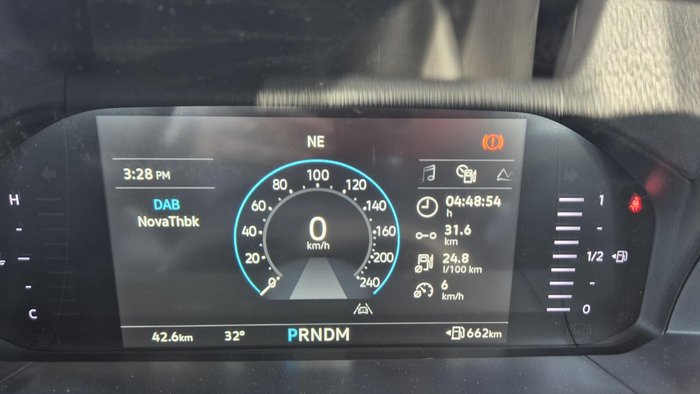 NE
3:28 PM
DAB
NovaThbk
0 20 40 60 80 100 120 140 160 180 200 240
0
km/h
04:48:54
h
31.6
km
24.8
l/100 km
6
km/h
H
C
1
1/2
0
42.6km
32°
PRNDM
662km